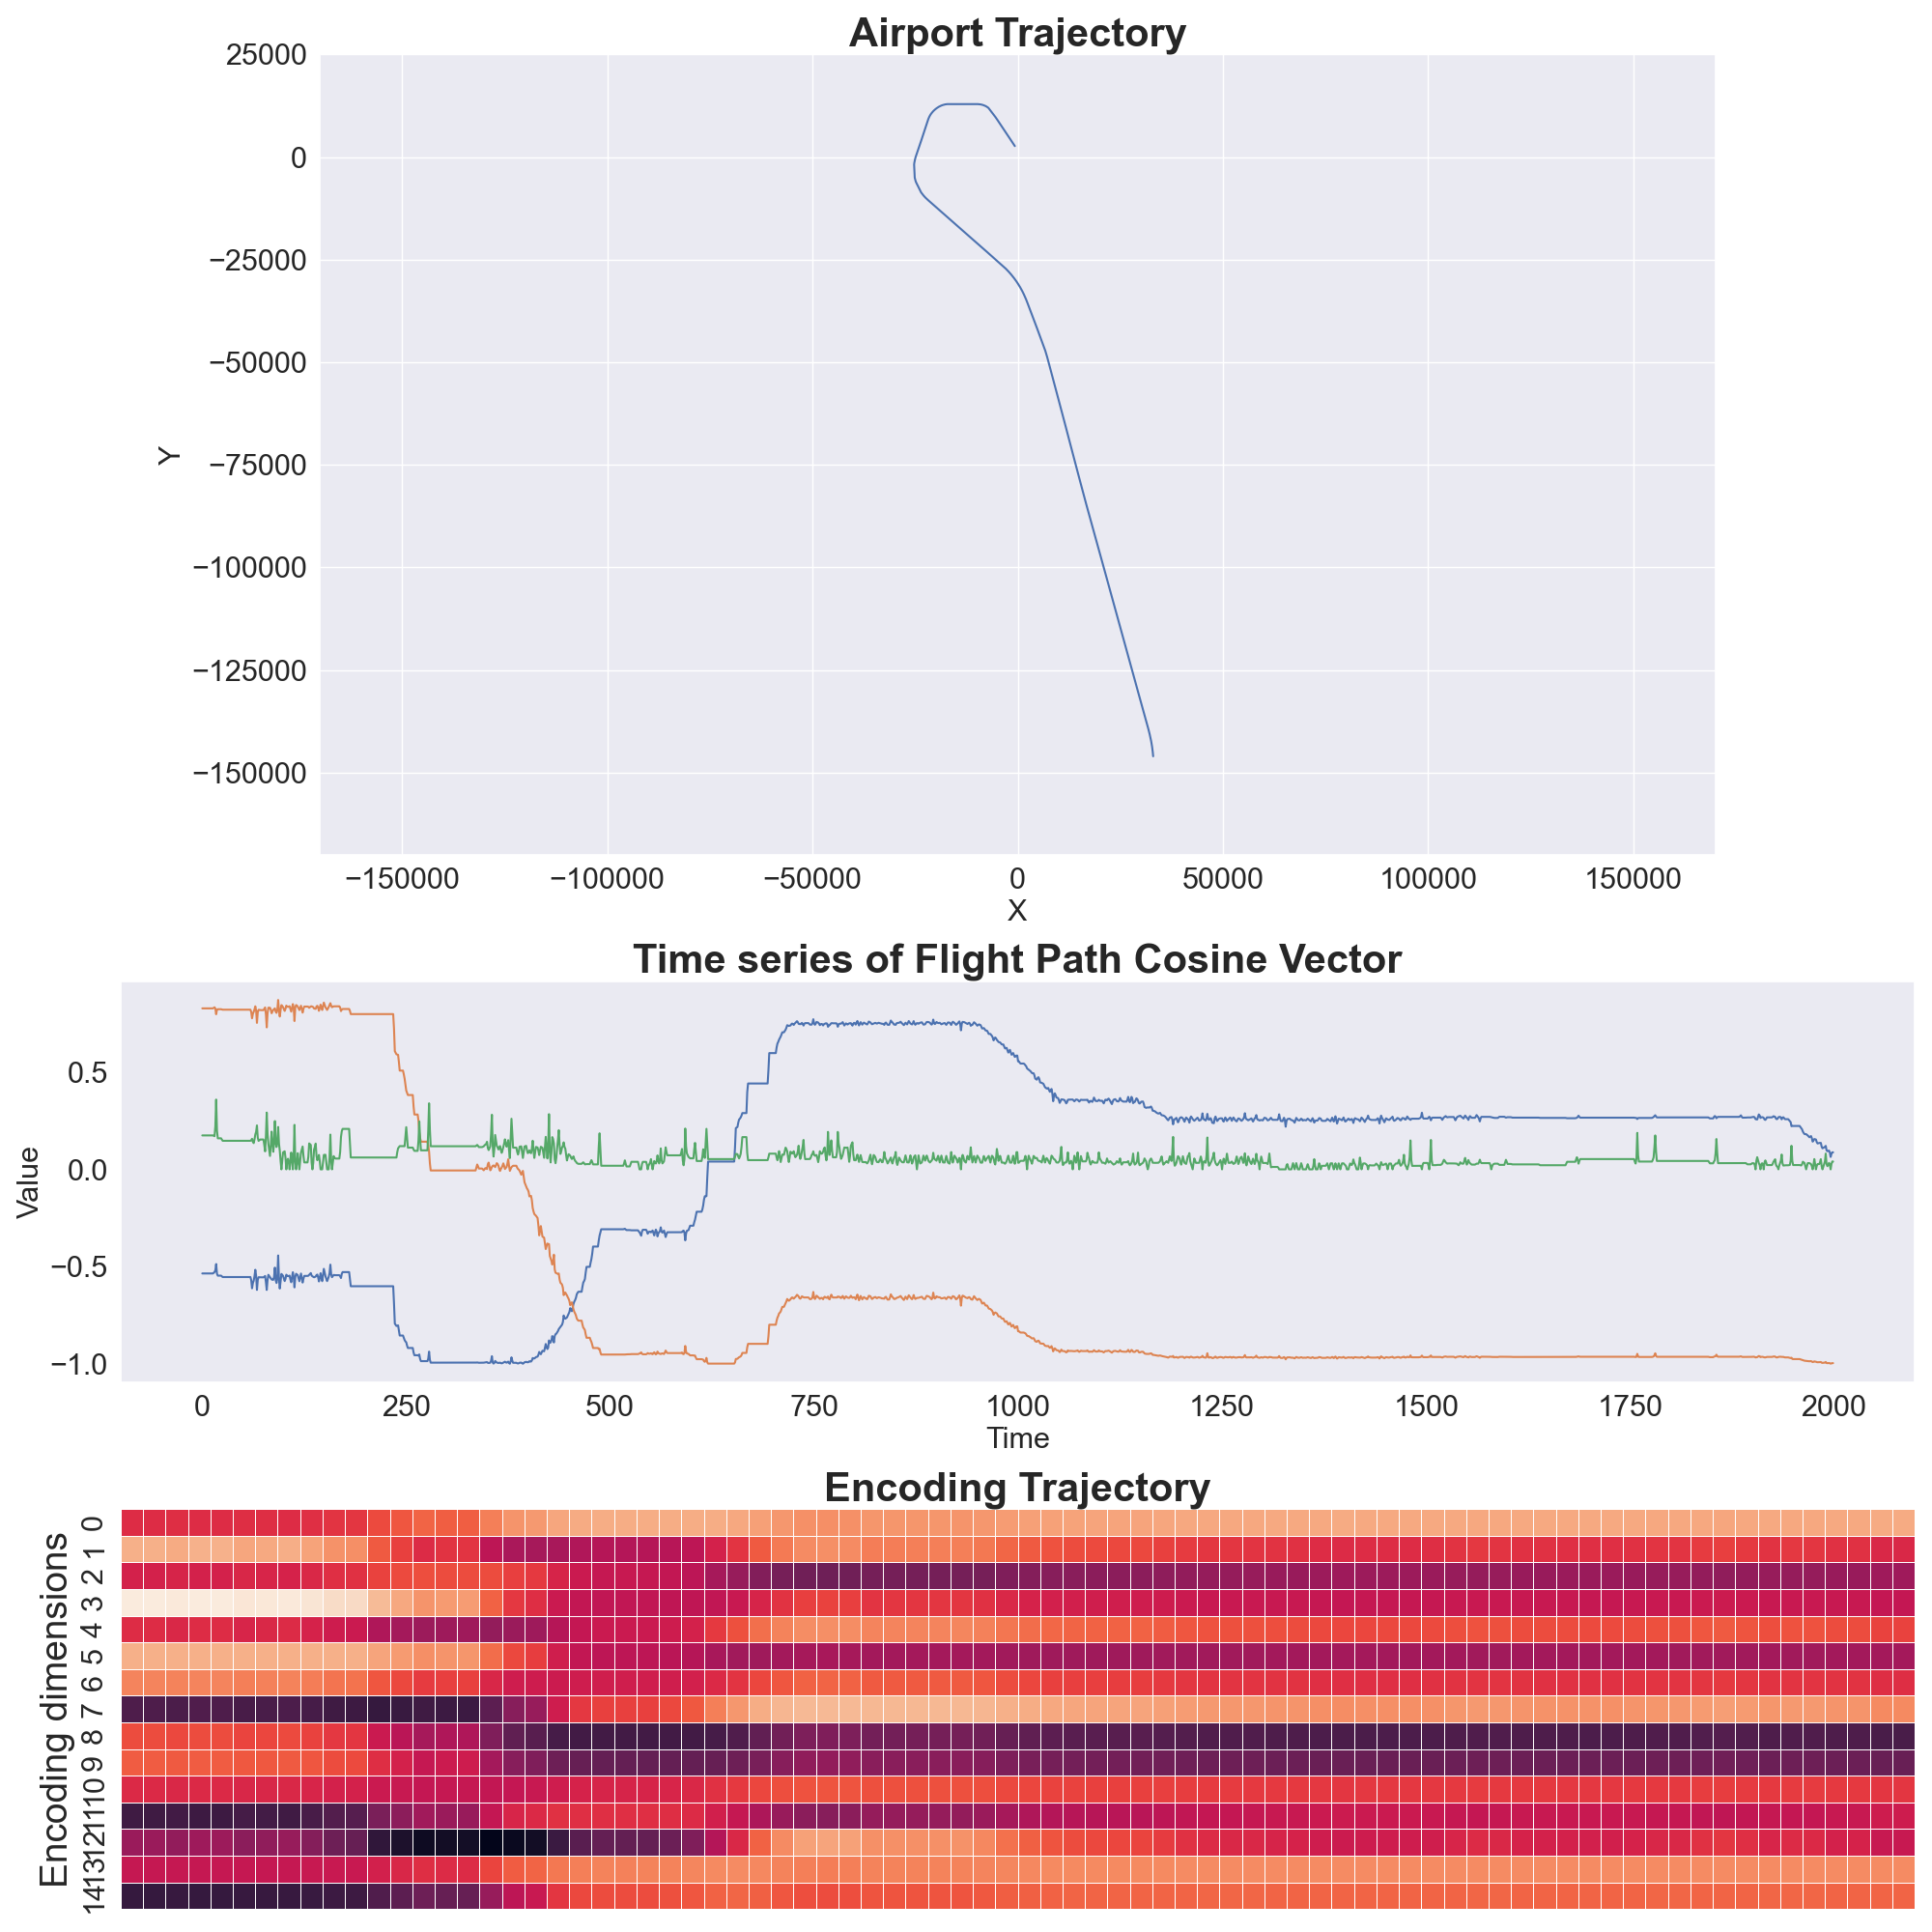 Airport Trajectory
25000
0
−25000
−50000
−75000
−100000
−125000
−150000
Y
−150000 −100000 −50000 0 50000 100000 150000
X
Time series of Flight Path Cosine Vector
0.5
0.0
−0.5
−1.0
Value
0 250 500 750 1000 1250 1500 1750 2000
Time
Encoding Trajectory
Encoding dimensions
0
1
2
3
4
5
6
7
8
9
10
11
12
13
14